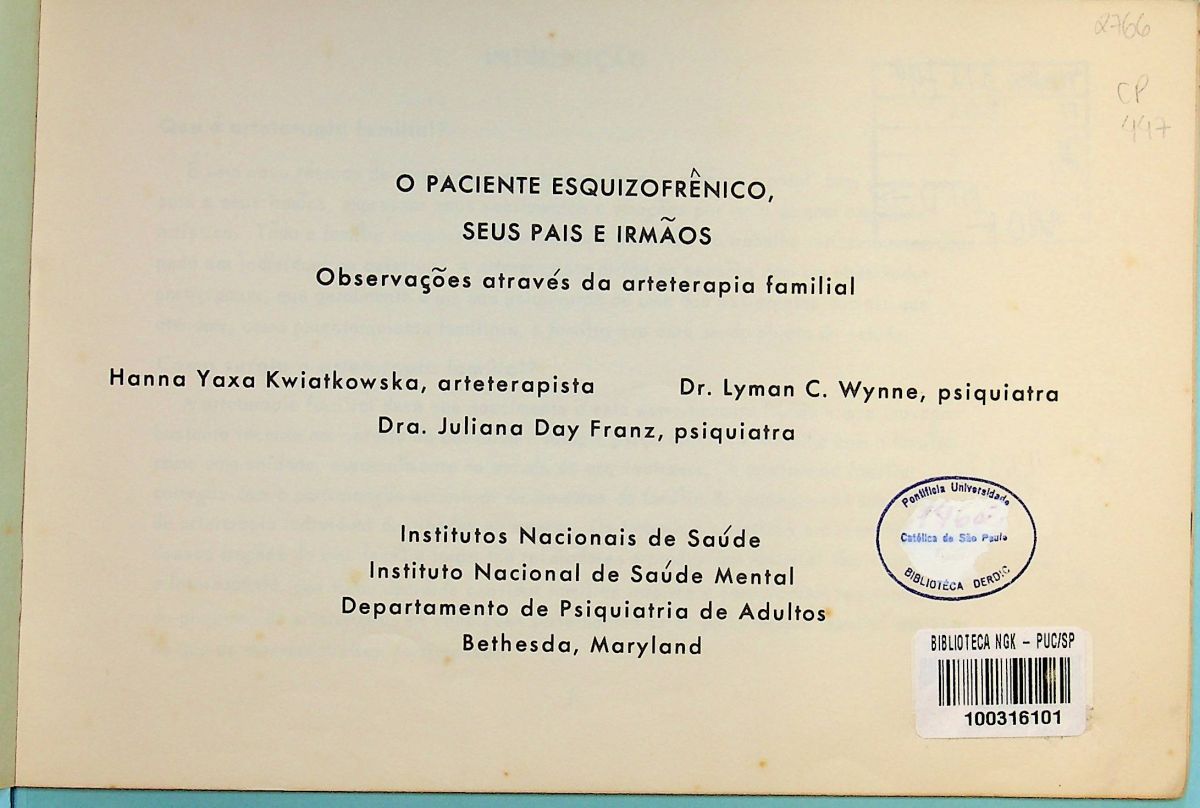 2766
CP
447
O PACIENTE ESQUIZOFRÊNICO,
SEUS PAIS E IRMÃOS
Observações através da arteterapia familial
Hanna Yaxa Kwiatkowska, arteterapista Dr. Lyman C. Wynne, psiquiatra
Dra. Juliana Day Franz, psiquiatra
Institutos Nacionais de Saúde
Instituto Nacional de Saúde Mental
Departamento de Psiquiatria de Adultos
Bethesda, Maryland
Pontifícia Universidade
Católica de São Paulo
BIBLIOTÉCA DERDIC
BIBLIOTECA NGK – PUC/SP
100316101